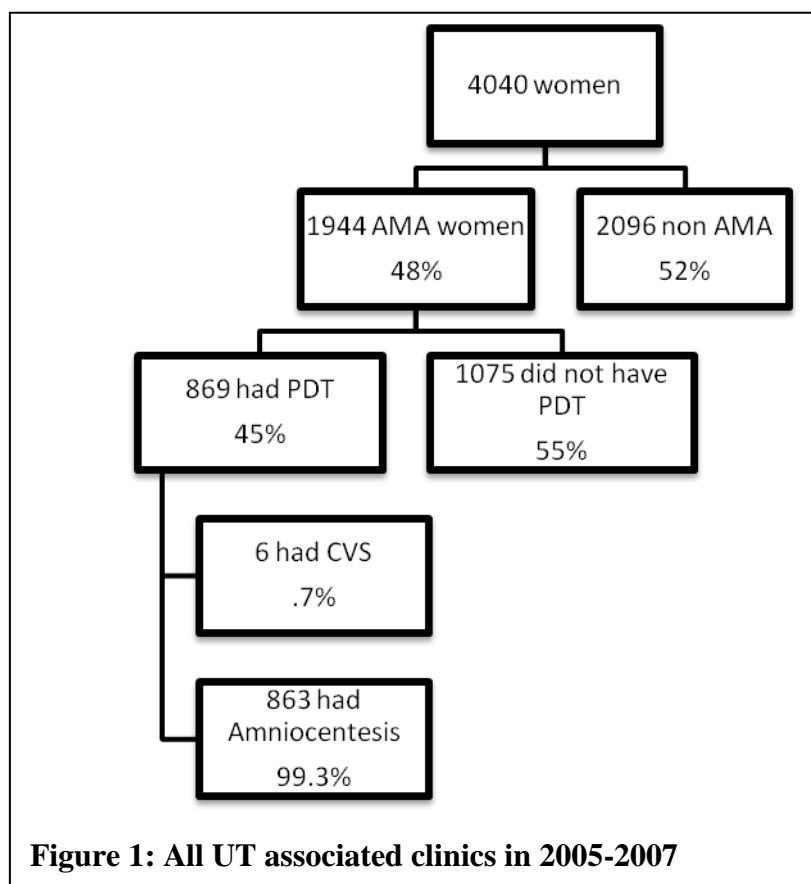 4040 women
1944 AMA women
48%
2096 non AMA
52%
869 had PDT
45%
1075 did not have
PDT
55%
6 had CVS
.7%
863 had
Amniocentesis
99.3%
Figure 1: All UT associated clinics in 2005-2007